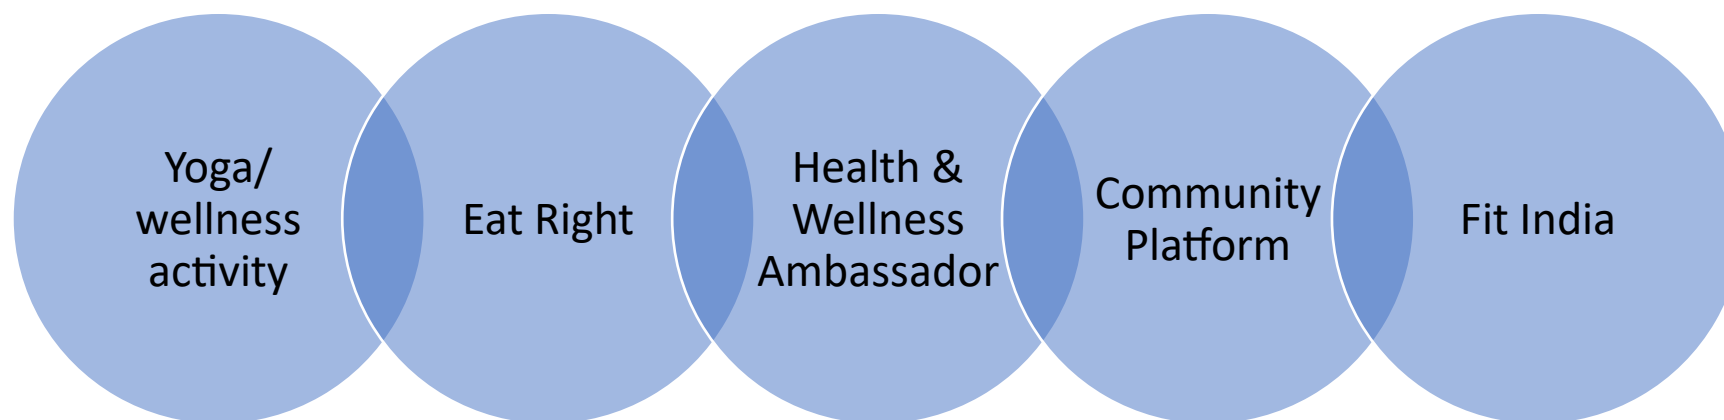 Yoga/
wellness
activity
Eat Right
Health &
Wellness
Ambassador
Community
Platform
Fit India